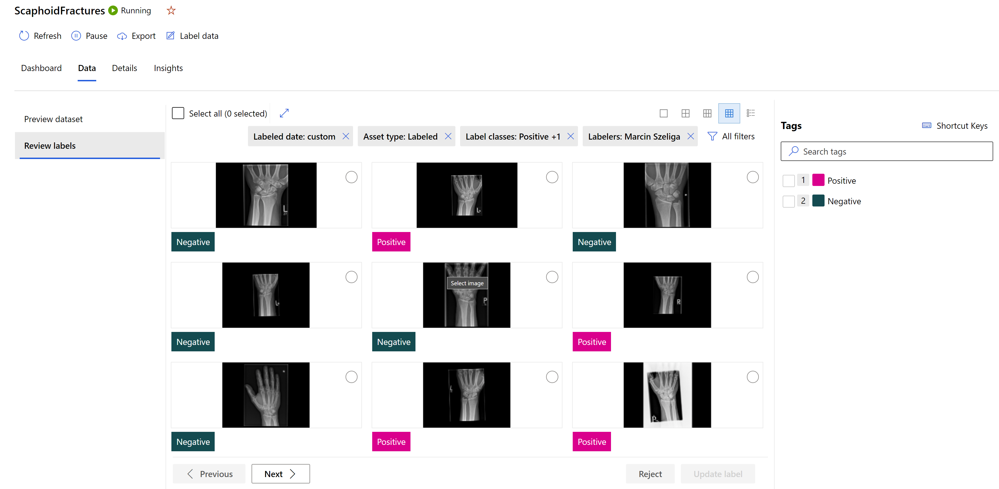 ScaphoidFractures Running
Refresh Pause Export Label data
Dashboard Data Details Insights
Preview dataset
Review labels
Select all (0 selected)
Labeled date: custom Asset type: Labeled Label classes: Positive +1 Labelers: Marcin Szeliga All filters
L
27
L
Negative Positive Negative
L
Select image
P
Negative Negative Positive
L
Negative Positive Positive
Previous Next Reject Update label
Tags Shortcut Keys
Search tags
1 Positive
2 Negative